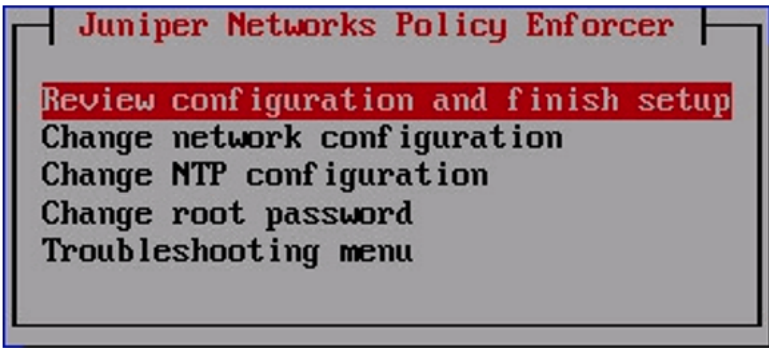 Juniper Networks Policy Enforcer
Review configuration and finish setup
Change network configuration
Change NTP configuration
Change root password
Troubleshooting menu